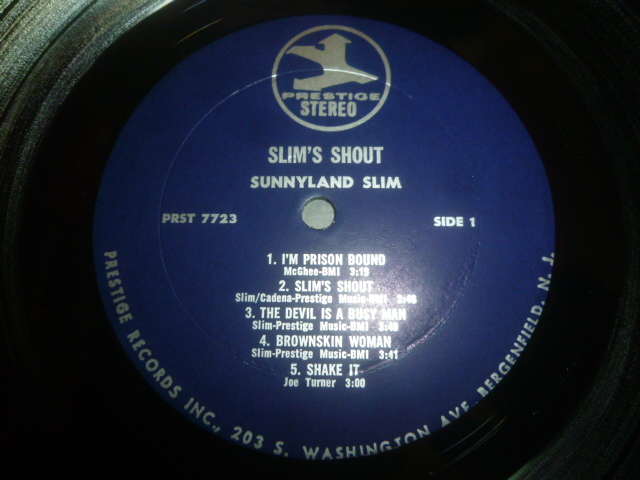 PRESTIGE
STEREO
SLIM'S SHOUT
SUNNYLAND SLIM
PRST 7723
SIDE 1
1. I'M PRISON BOUND
McGhee-BMI 3:19
2. SLIM'S SHOUT
Slim/Cadena-Prestige Music-BMI 3:46
3. THE DEVIL IS A BUSY MAN
Slim-Prestige Music-BMI 3:40
4. BROWNSKIN WOMAN
Slim-Prestige Music-BMI 3:41
5. SHAKE IT
Joe Turner 3:00
PRESTIGE RECORDS INC., 203 S. WASHINGTON AVE. BERGENFIELD, N. J.